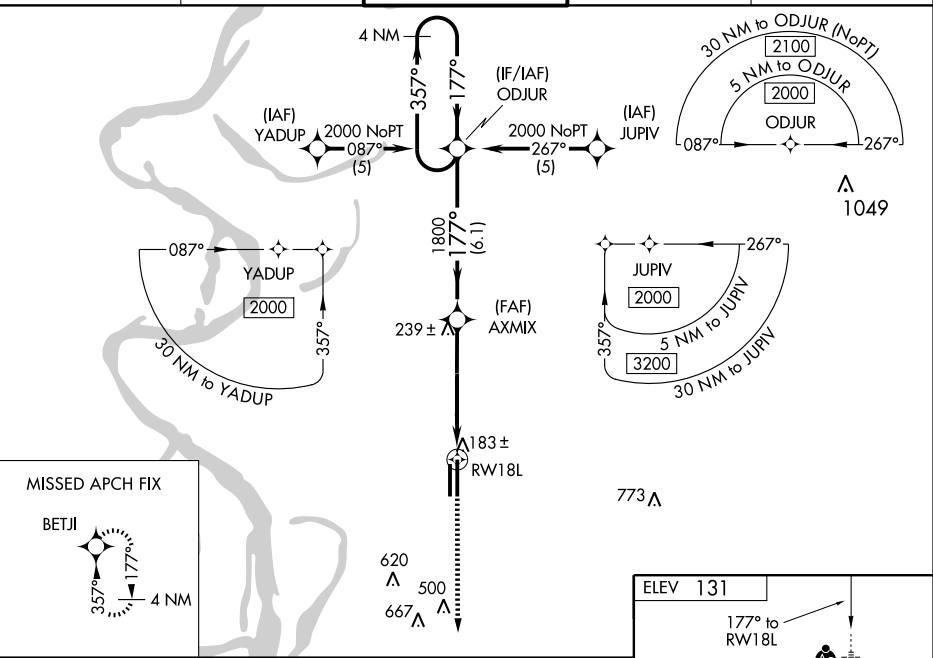 4 NM
357°
177°
(IF/IAF)
ODJUR
(IAF)
YADUP
2000 NoPT
087°
(5)
2000 NoPT
267°
(5)
(IAF)
JUPIV
30 NM to ODJUR (NoPT)
2100
5 NM to ODJUR
2000
ODJUR
087°
267°
1049
1800
177°
(6.1)
087°
YADUP
2000
357°
30 NM to YADUP
267°
JUPIV
2000
357°
5 NM to JUPIV
3200
30 NM to JUPIV
(FAF)
AXMIX
239 ±
183 ±
RW18L
773
MISSED APCH FIX
BETJI
357°
177°
4 NM
620
500
667
ELEV 131
177° to
RW18L